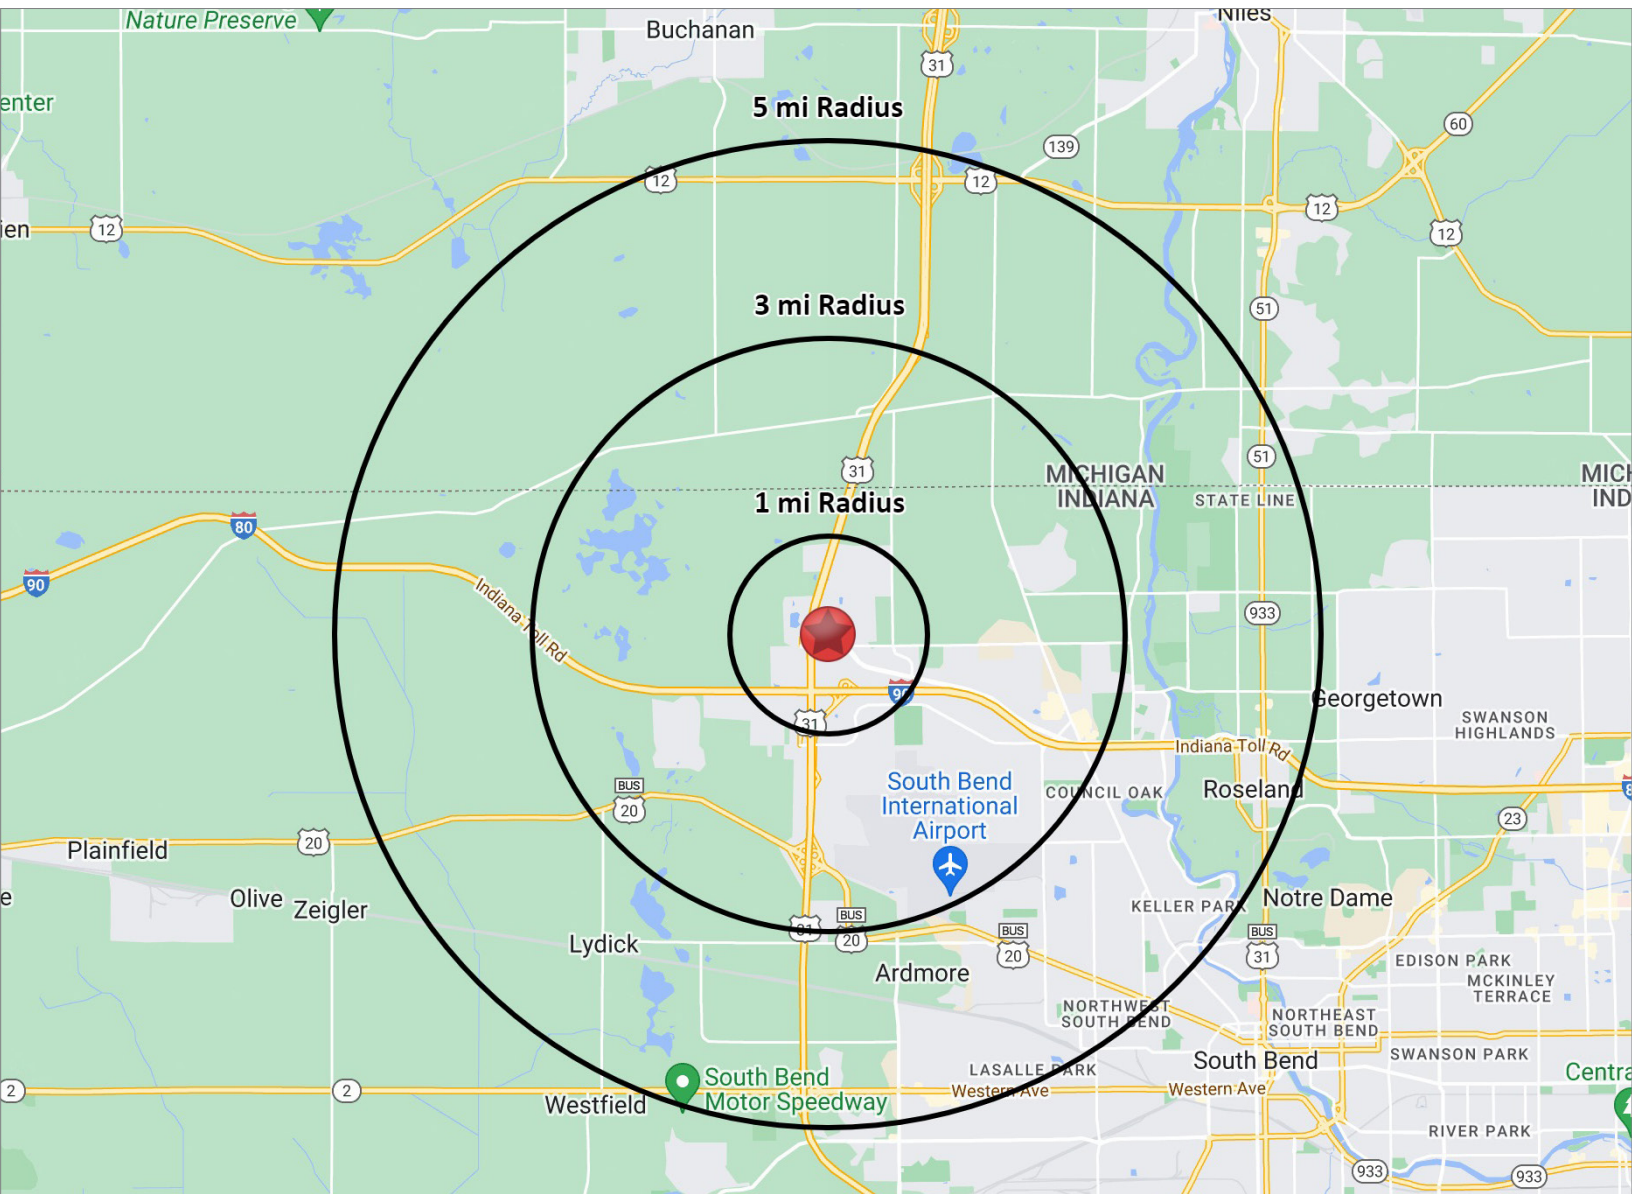 Nature Preserve
Buchanan
Niles
31
enter
5 mi Radius
60
139
12
12
12
ien
12
12
12
3 mi Radius
51
31
51
MICHIGAN
INDIANA
STATE LINE
MICH
IND
1 mi Radius
80
90
Indiana Toll Rd
933
90
31
Georgetown
SWANSON
HIGHLANDS
Indiana Toll Rd
South Bend
International
Airport
COUNCIL OAK
Roseland
8
BUS
20
23
20
Plainfield
e
Olive
Zeigler
KELLER PARK
Notre Dame
BUS
31
20
BUS
20
BUS
31
Lydick
Ardmore
EDISON PARK
MCKINLEY
TERRACE
NORTHWEST
SOUTH BEND
NORTHEAST
SOUTH BEND
South Bend
SWANSON PARK
LASALLE PARK
Centra
2
2
South Bend
Motor Speedway
Western Ave
Western Ave
Westfield
RIVER PARK
933
933